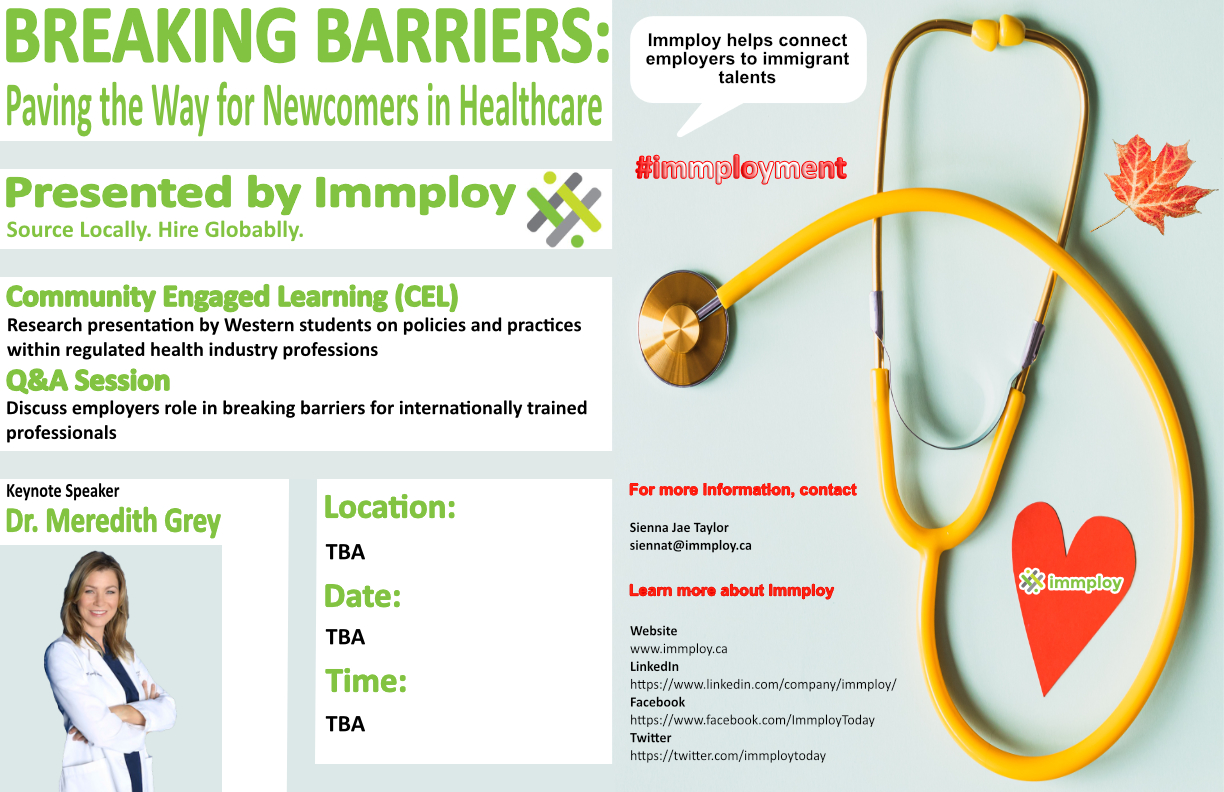 BREAKING BARRIERS:
Paving the Way for Newcomers in Healthcare
Presented by Immploy
Source Locally. Hire Globablly.
Community Engaged Learning (CEL)
Research presentation by Western students on policies and practices
within regulated health industry professions
Q&A Session
Discuss employers role in breaking barriers for internationally trained
professionals
Keynote Speaker
Dr. Meredith Grey
Location:
TBA
Date:
TBA
Time:
TBA
Immploy helps connect
employers to immigrant
talents
#immployment
For more information, contact
Sienna Jae Taylor
siennat@immploy.ca
Learn more about Immploy
Website
www.immploy.ca
LinkedIn
https://www.linkedin.com/company/immploy/
Facebook
https://www.facebook.com/ImmployToday
Twitter
https://twitter.com/immploytoday
immploy